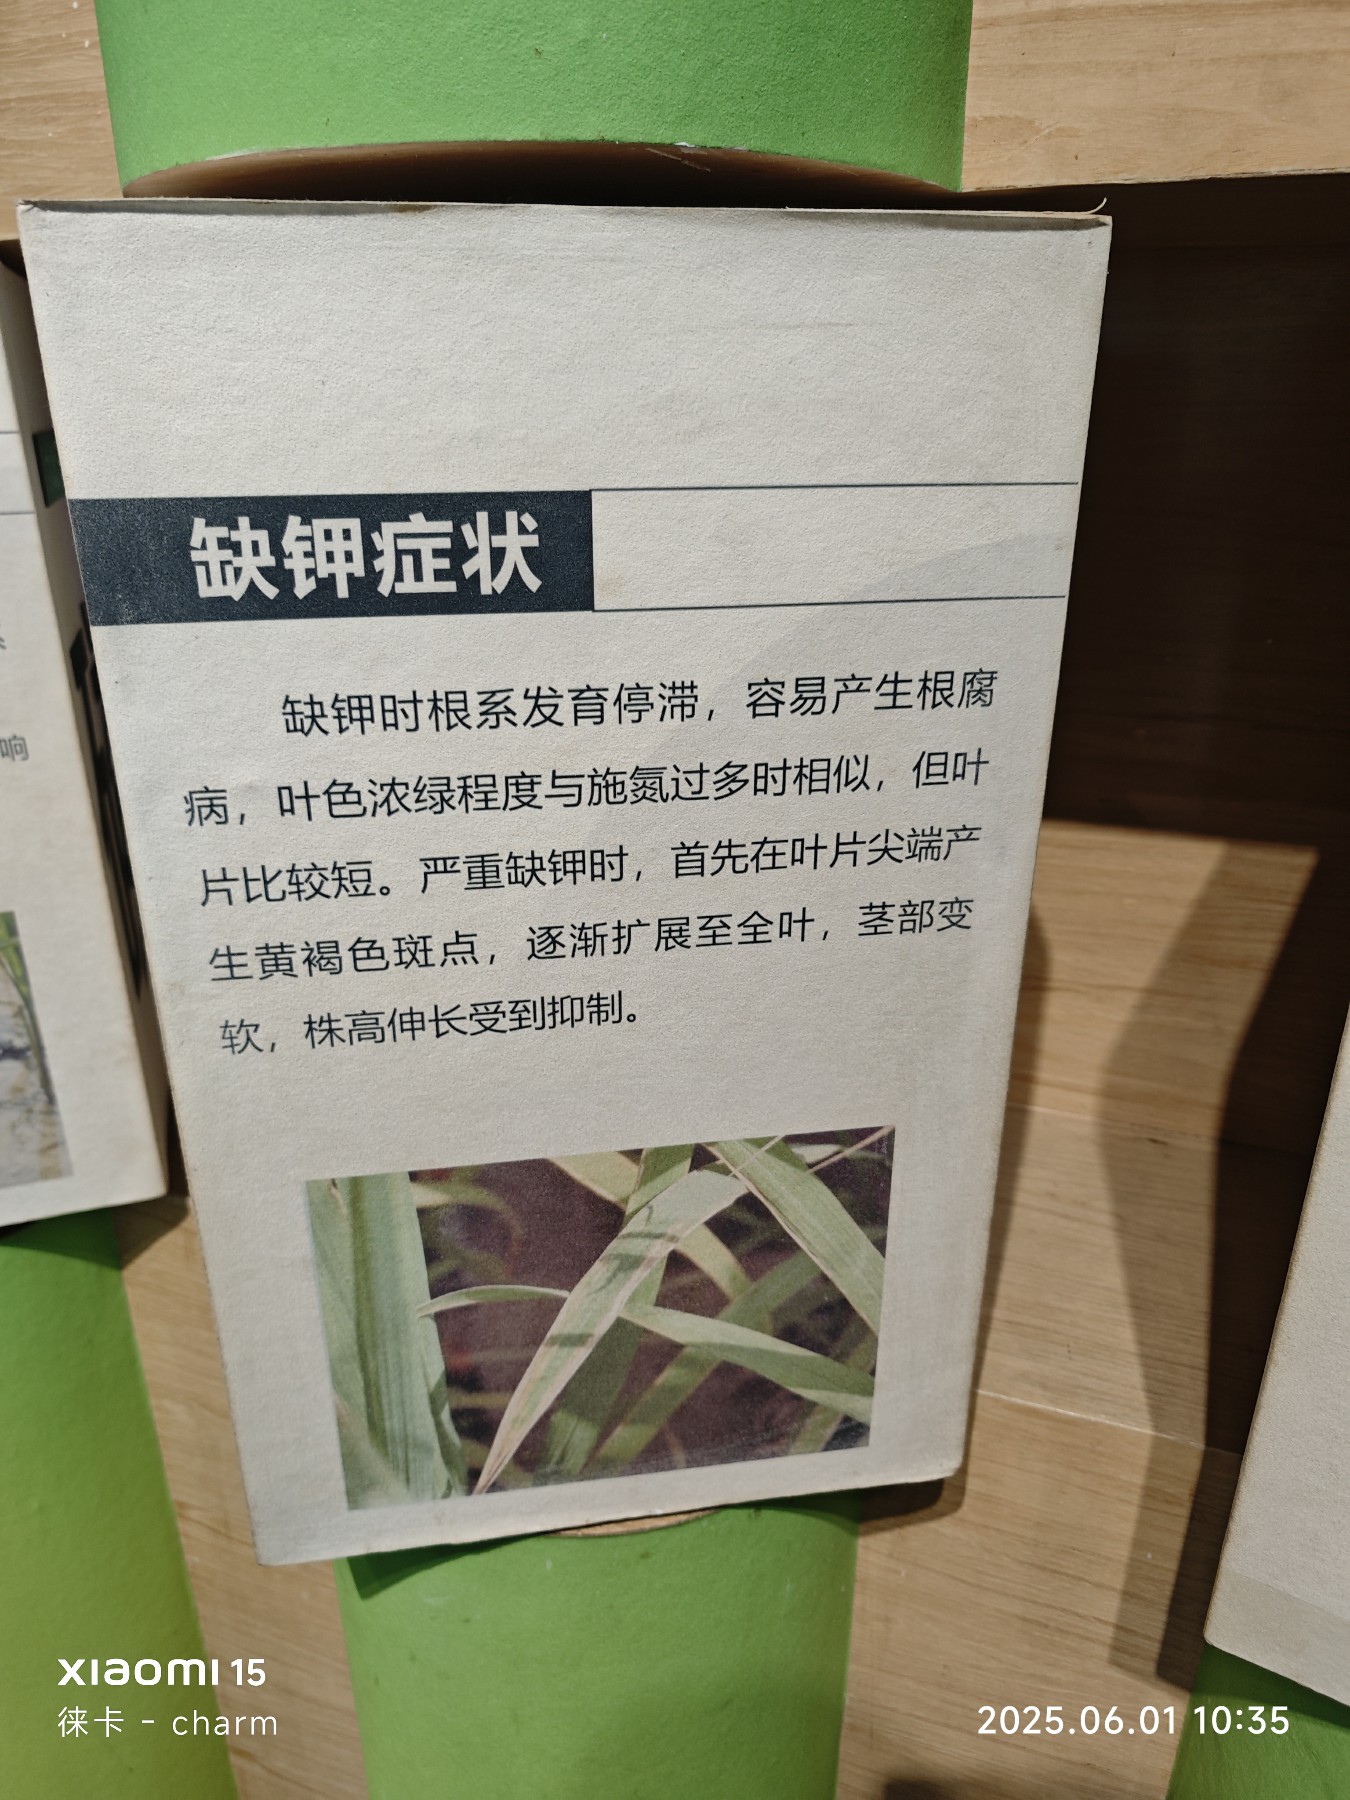 缺钾症状
缺钾时根系发育停滞，容易产生根腐
病，叶色浓绿程度与施氮过多时相似，但叶
片比较短。严重缺钾时，首先在叶片尖端产
生黄褐色斑点，逐渐扩展至全叶，茎部变
软，株高伸长受到抑制。
响
xiaomi 15
徕卡 - charm
2025.06.01 10:35